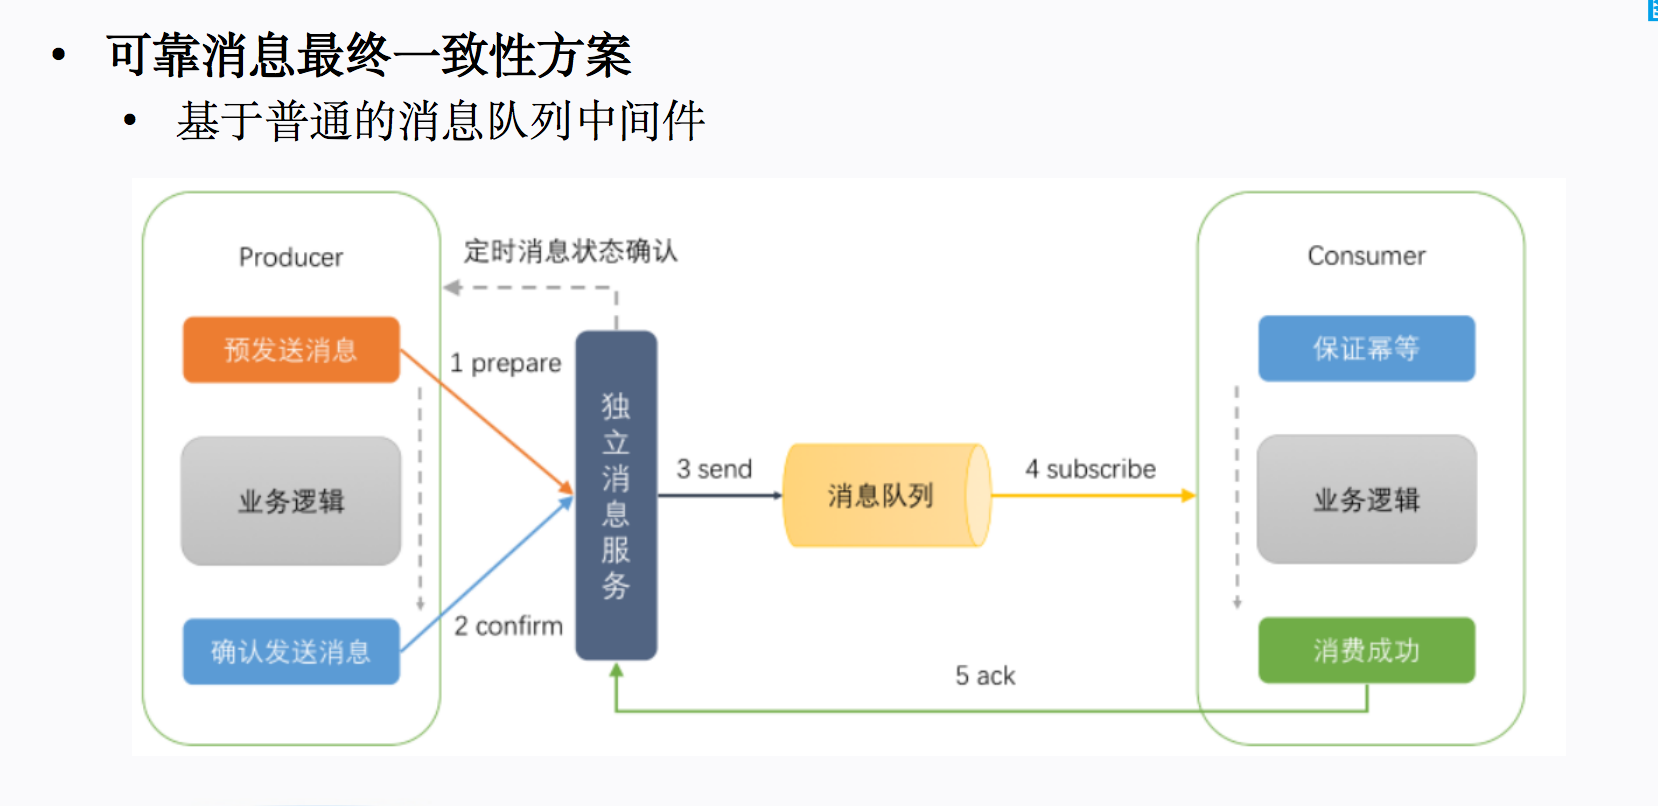 可靠消息最终一致性方案
基于普通的消息队列中间件
Producer
定时消息状态确认
Consumer
预发送消息
1 prepare
保证幂等
独立消息服务
业务逻辑
3 send
消息队列
4 subscribe
业务逻辑
2 confirm
确认发送消息
5 ack
消费成功